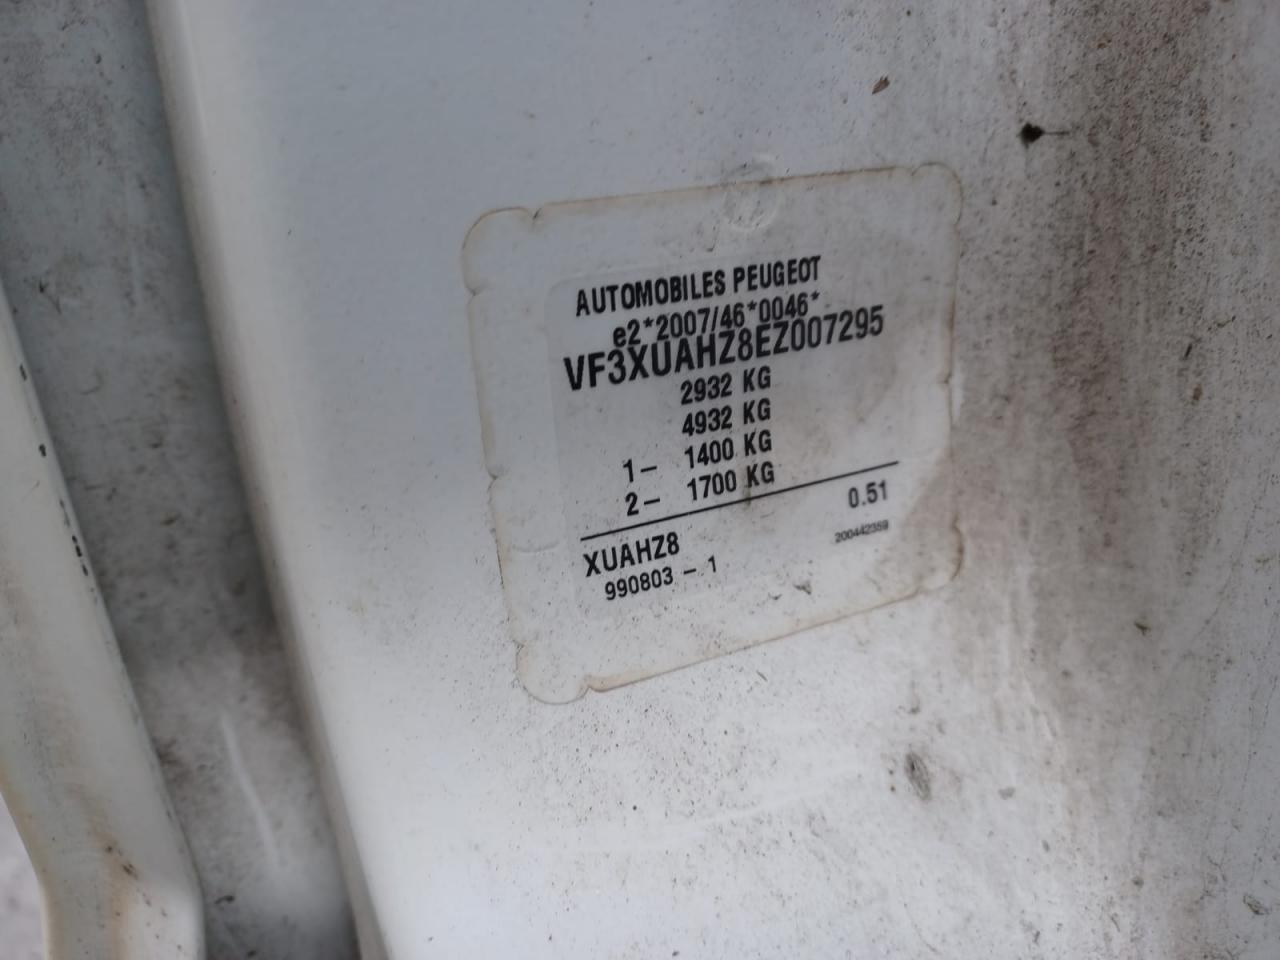 AUTOMOBILES PEUGEOT
e2*2007/46*0046*
VF3XUAHZ8EZ007295
2932 KG
4932 KG
1- 1400 KG
2- 1700 KG
0.51
XUAHZ8
200442359
990803 - 1